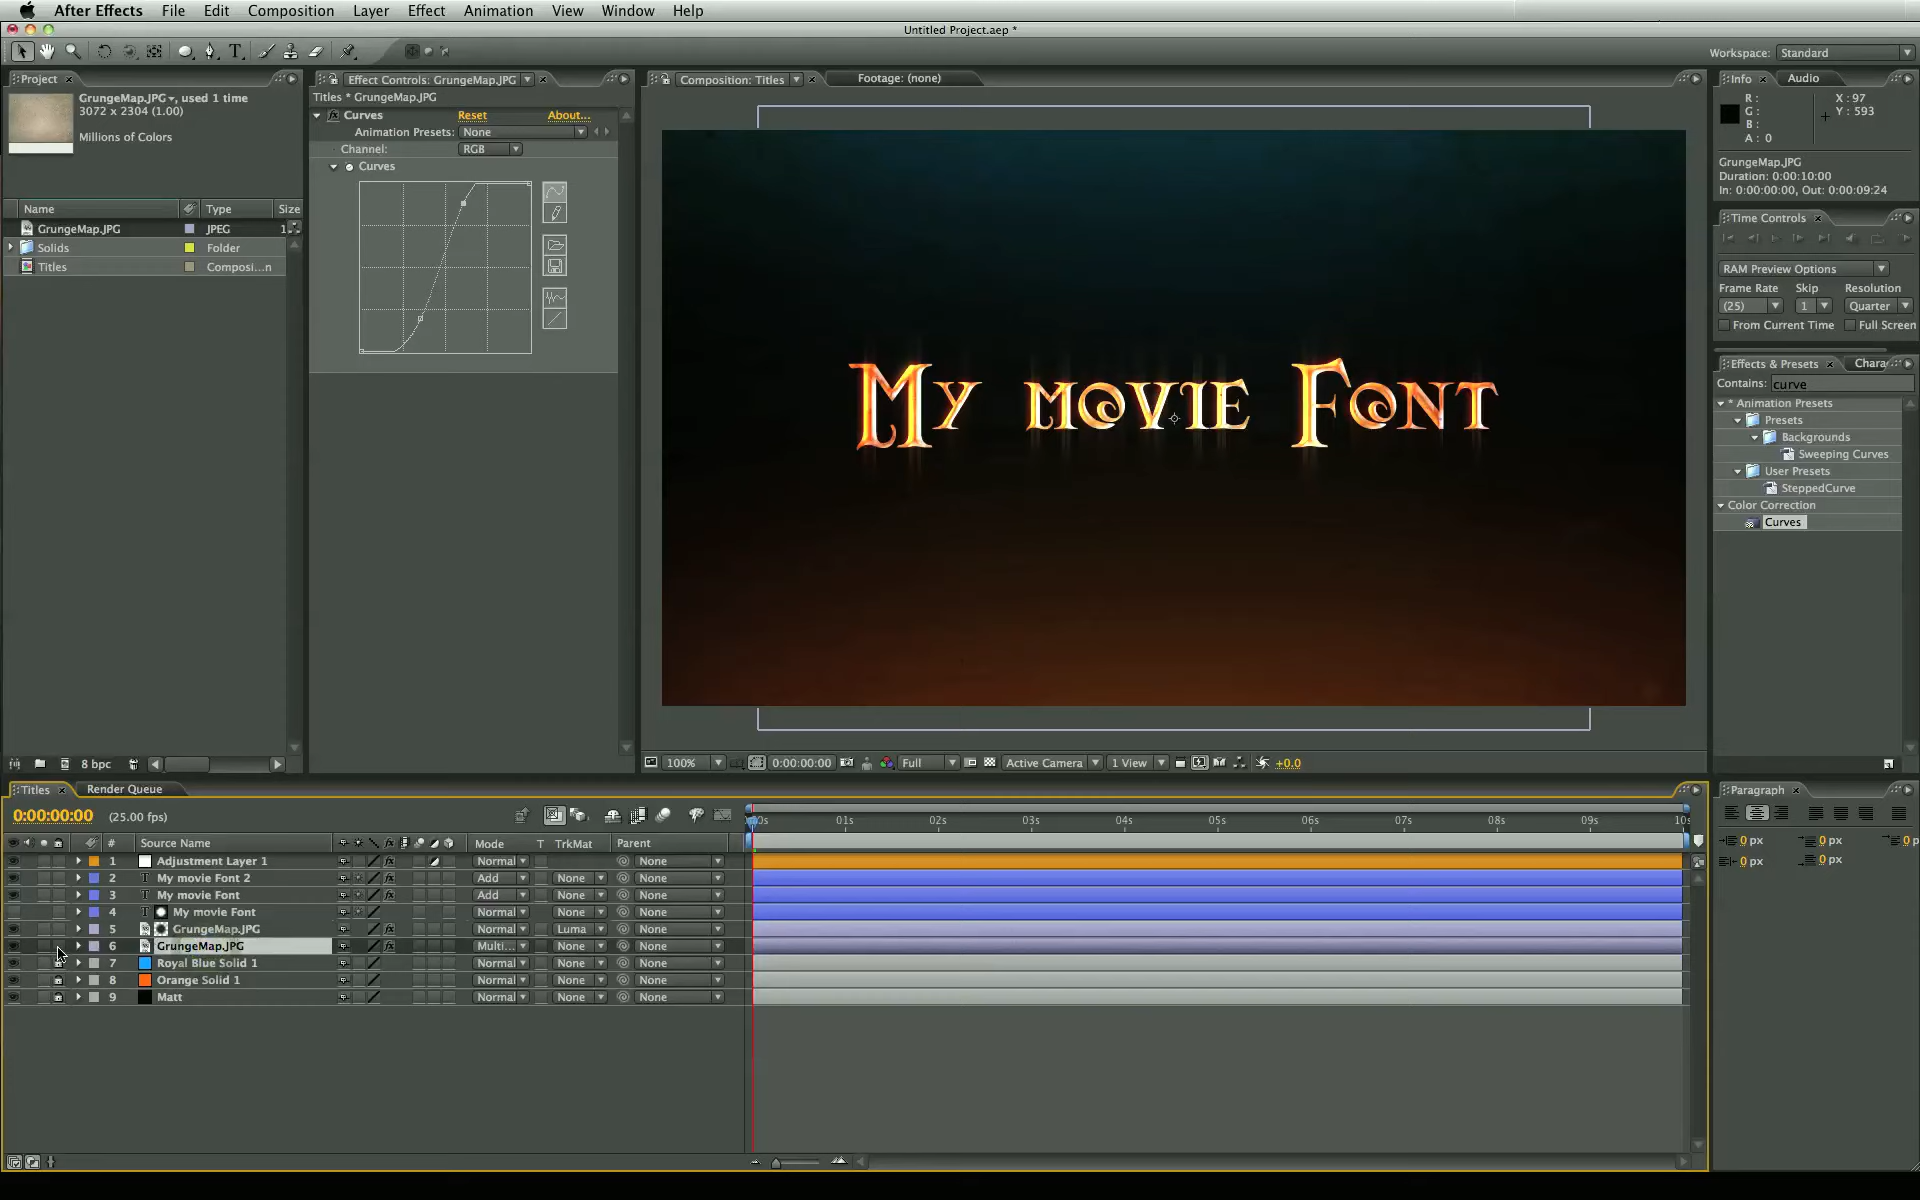 After Effects File Edit Composition Layer Effect Animation View Window Help
Untitled Project.aep *
Workspace: Standard
Project
GrungeMap.JPG, used 1 time
3072 x 2304 (1.00)
Millions of Colors
Name Type Size
GrungeMap.JPG JPEG 1
Solids Folder
Titles Composi...n
8 bpc
Effect Controls: GrungeMap.JPG
Titles * GrungeMap.JPG
Curves Reset About...
Animation Presets: None
Channel: RGB
Curves
Composition: Titles Footage: (none)
My movie Font
100% 0:00:00:00 Full Active Camera 1 View +0.0
Info Audio
R : X : 97
G : Y : 593
B :
A : 0
GrungeMap.JPG
Duration: 0:00:10:00
In: 0:00:00:00, Out: 0:00:09:24
Time Controls
RAM Preview Options
Frame Rate Skip Resolution
(25) 1 Quarter
From Current Time Full Screen
Effects & Presets Chara
Contains: curve
* Animation Presets
Presets
Backgrounds
Sweeping Curves
User Presets
SteppedCurve
Color Correction
Curves
Titles Render Queue
0:00:00:00 (25.00 fps)
01s 02s 03s 04s 05s 06s 07s 08s 09s 10s
# Source Name Mode T TrkMat Parent
1 Adjustment Layer 1 Normal None
2 My movie Font 2 Add None None
3 My movie Font Add None None
4 My movie Font Normal None None
5 GrungeMap.JPG Normal Luma None
6 GrungeMap.JPG Multi... None None
7 Royal Blue Solid 1 Normal None None
8 Orange Solid 1 Normal None None
9 Matt Normal None None
Paragraph
0 px 0 px 0 p
0 px 0 px